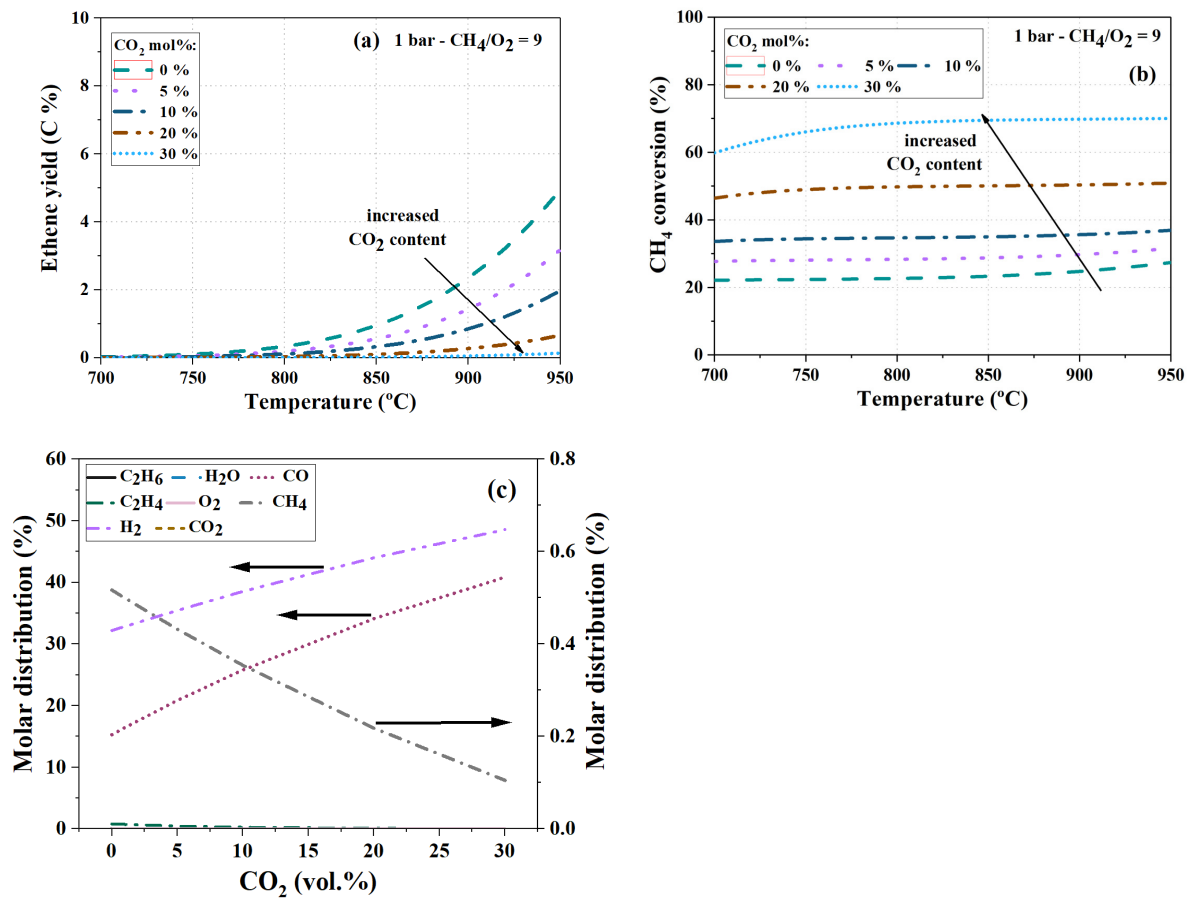 (a)
1 bar - CH4/O2 = 9
CO2 mol%:
0 %
5 %
10 %
20 %
30 %
increased
CO2 content
Ethene yield (C %)
0
2
4
6
8
10
700
750
800
850
900
950
Temperature (ºC)
1 bar - CH4/O2 = 9
(b)
CO2 mol%:
0 %
5 %
10 %
20 %
30 %
increased
CO2 content
CH4 conversion (%)
0
20
40
60
80
100
700
750
800
850
900
950
Temperature (ºC)
(c)
C2H6
H2O
CO
C2H4
O2
CH4
H2
CO2
Molar distribution (%)
0
10
20
30
40
50
60
Molar distribution (%)
0.0
0.2
0.4
0.6
0.8
0
5
10
15
20
25
30
CO2 (vol.%)